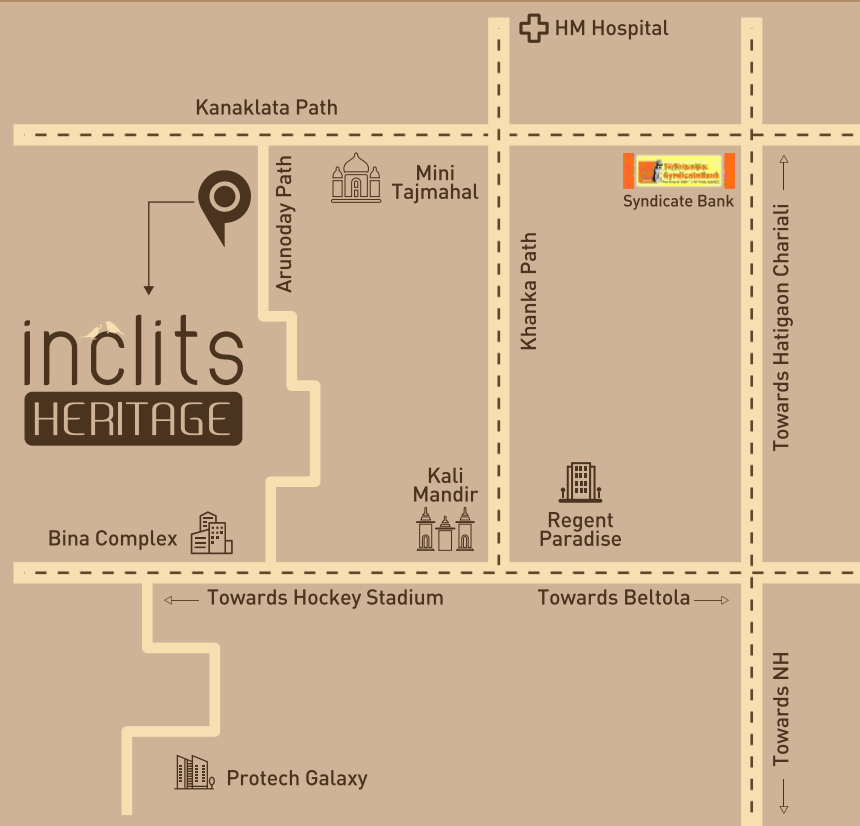 HM Hospital
Kanaklata Path
Arunoday Path
Mini
Tajmahal
Syndicate Bank
Khanka Path
Towards Hatigaon Chariali
inclits
HERITAGE
Kali
Mandir
Regent
Paradise
Bina Complex
Towards Hockey Stadium
Towards Beltola
Towards NH
Protech Galaxy